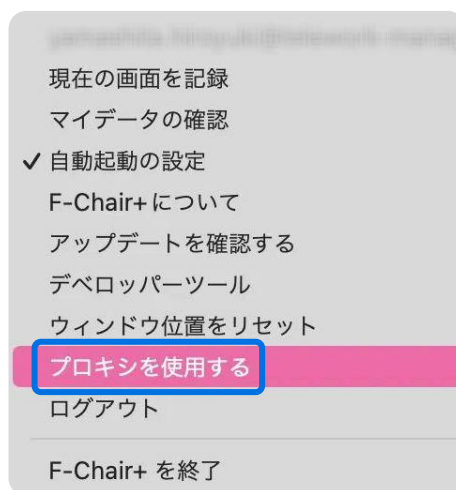 現在の画面を記録
マイデータの確認
✓ 自動起動の設定
F-Chair+について
アップデートを確認する
デベロッパーツール
ウィンドウ位置をリセット
プロキシを使用する
ログアウト
F-Chair+ を終了